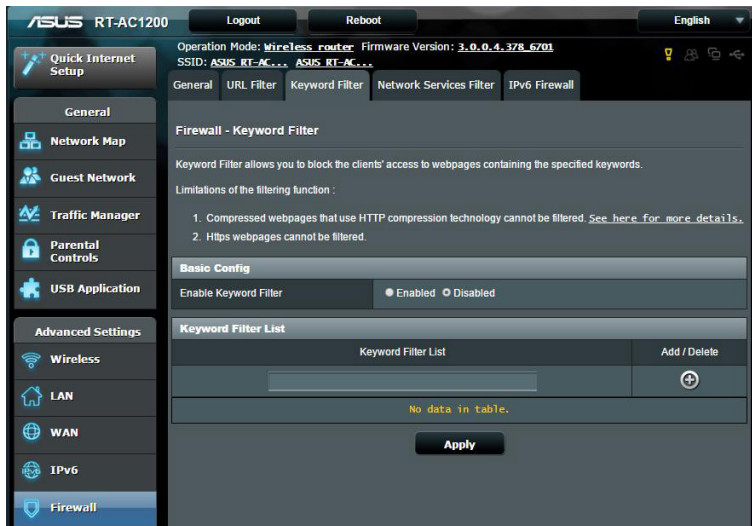 ASUS RT-AC1200
Logout
Reboot
English
Operation Mode: Wireless router Firmware Version: 3.0.0.4.378_6701
SSID: ASUS RT-AC... ASUS RT-AC...
Quick Internet Setup
General
Network Map
Guest Network
Traffic Manager
Parental Controls
USB Application
Advanced Settings
Wireless
LAN
WAN
IPv6
Firewall
General
URL Filter
Keyword Filter
Network Services Filter
IPv6 Firewall
Firewall - Keyword Filter
Keyword Filter allows you to block the clients' access to webpages containing the specified keywords.
Limitations of the filtering function :
1. Compressed webpages that use HTTP compression technology cannot be filtered. See here for more details.
2. Https webpages cannot be filtered.
Basic Config
Enable Keyword Filter
Enabled
Disabled
Keyword Filter List
Keyword Filter List
Add / Delete
No data in table.
Apply